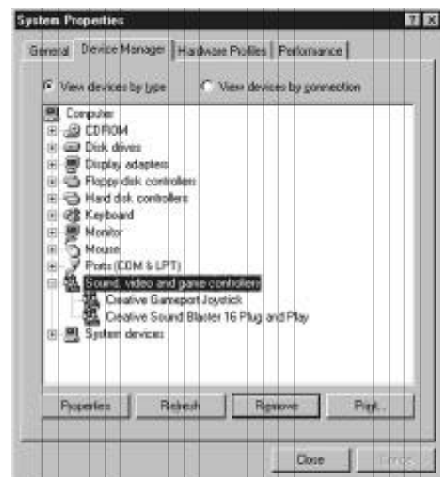 System Properties
General Device Manager Hardware Profiles Performance
View devices by type View devices by connection
Computer
CDROM
Disk drives
Display adapters
Floppy disk controllers
Hard disk controllers
Keyboard
Monitor
Mouse
Ports (COM & LPT)
Sound, video and game controllers
Creative Gameport Joystick
Creative Sound Blaster 16 Plug and Play
System devices
Properties Refresh Remove Print...
Close Cancel